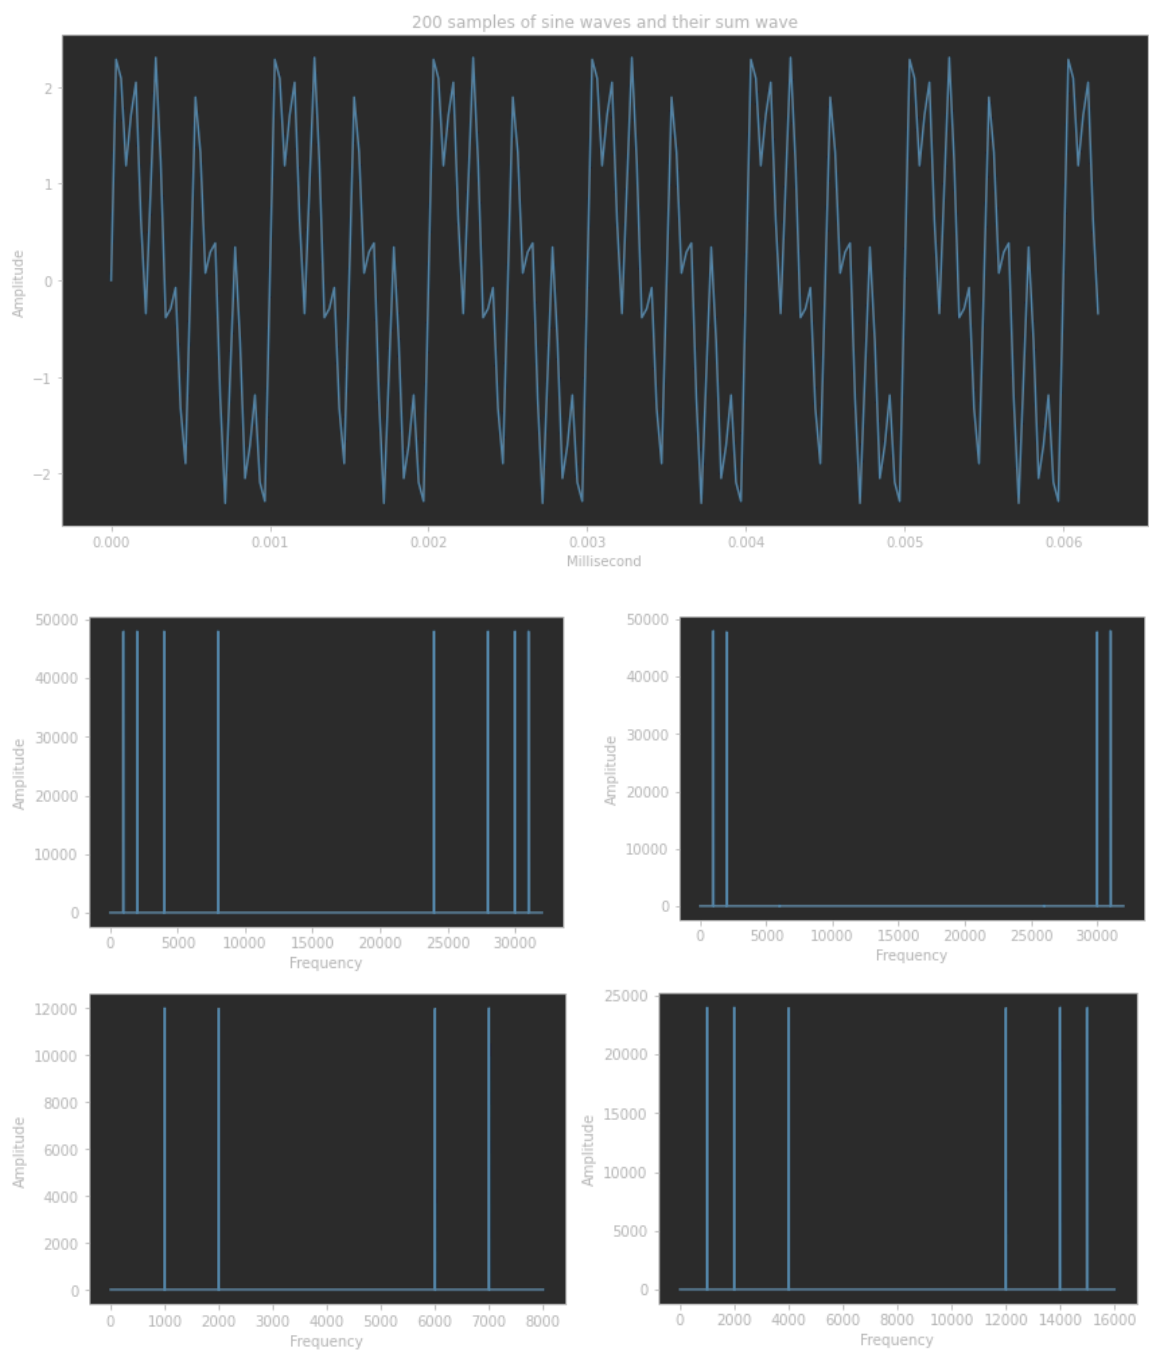 200 samples of sine waves and their sum wave
2
1
0
−1
−2
Amplitude
0.000 0.001 0.002 0.003 0.004 0.005 0.006
Millisecond
50000
40000
30000
20000
10000
0
Amplitude
0 5000 10000 15000 20000 25000 30000
Frequency
50000
40000
30000
20000
10000
0
Amplitude
0 5000 10000 15000 20000 25000 30000
Frequency
12000
10000
8000
6000
4000
2000
0
Amplitude
0 1000 2000 3000 4000 5000 6000 7000 8000
Frequency
25000
20000
15000
10000
5000
0
Amplitude
0 2000 4000 6000 8000 10000 12000 14000 16000
Frequency